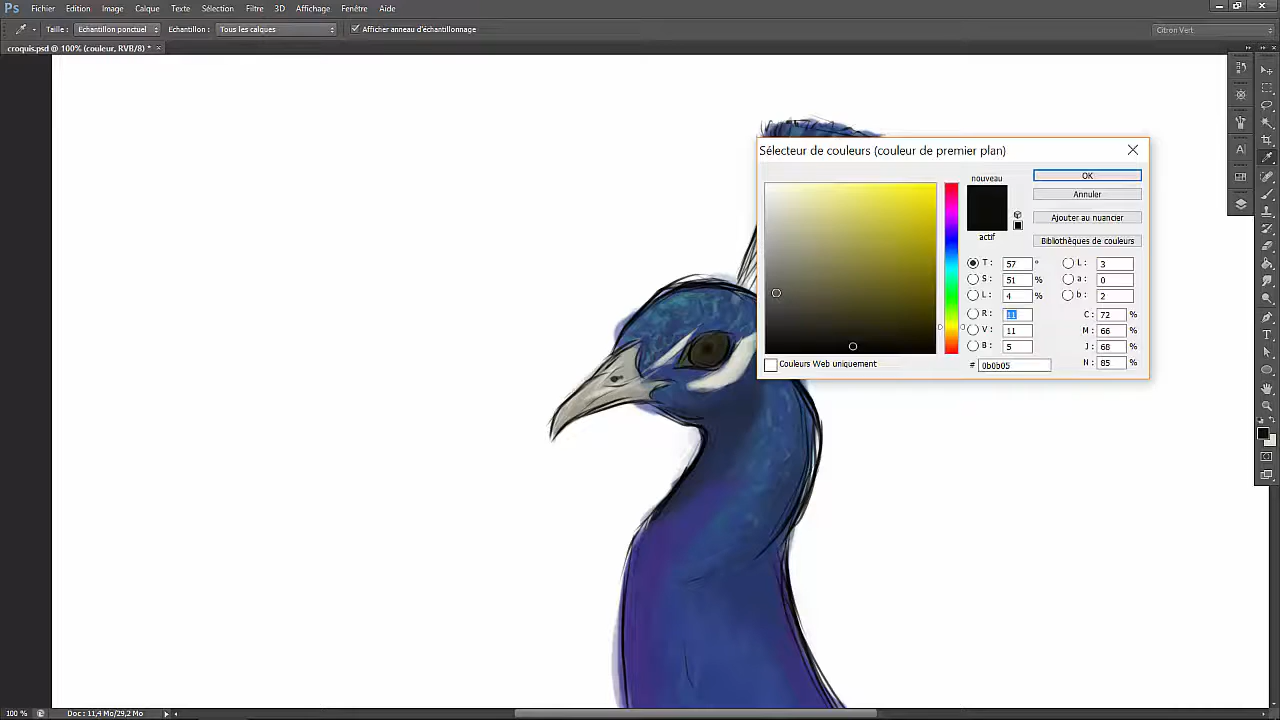 Ps Fichier Edition Image Calque Texte Sélection Filtre 3D Affichage Fenêtre Aide
Taille : Echantillon ponctuel Echantillon : Tous les calques Afficher anneau d'échantillonnage Citron Vert
croquis.psd @ 100% (couleur, RVB/8) * ×
Sélecteur de couleurs (couleur de premier plan)
nouveau
actif
OK
Annuler
Ajouter au nuancier
Bibliothèques de couleurs
T : 57 ° L : 3
S : 51 % a : 0
L : 4 % b : 2
R : 11 C : 72 %
V : 11 M : 66 %
B : 5 J : 68 %
# 0b0b05 N : 85 %
Couleurs Web uniquement
100 % Doc : 11,4 Mo/29,2 Mo